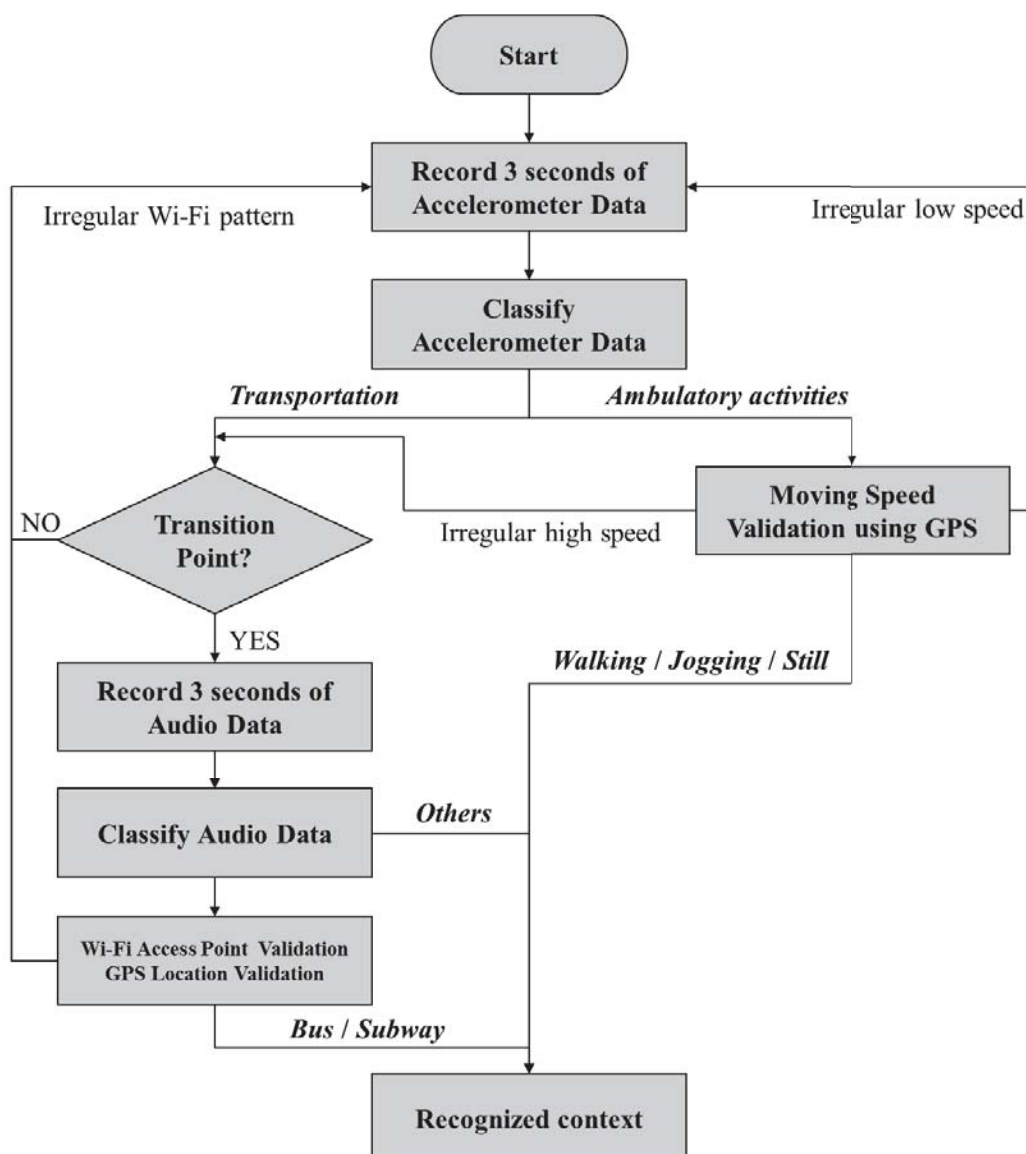 Start
Record 3 seconds of
Accelerometer Data
Irregular Wi-Fi pattern
Irregular low speed
Classify
Accelerometer Data
Transportation
Ambulatory activities
NO
Transition
Point?
Irregular high speed
Moving Speed
Validation using GPS
YES
Walking / Jogging / Still
Record 3 seconds of
Audio Data
Classify Audio Data
Others
Wi-Fi Access Point Validation
GPS Location Validation
Bus / Subway
Recognized context